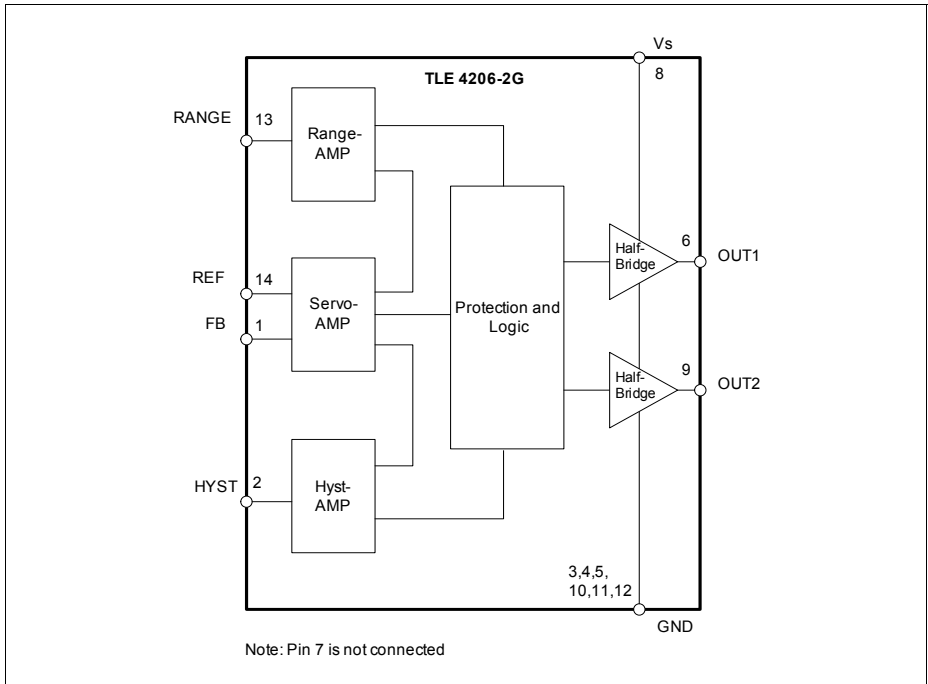 Vs
8
TLE 4206-2G
RANGE
13
Range-
AMP
6
Half-
Bridge
OUT1
REF
14
Servo-
AMP
FB
1
Protection and
Logic
9
Half-
Bridge
OUT2
HYST
2
Hyst-
AMP
3,4,5,
10,11,12
GND
Note: Pin 7 is not connected